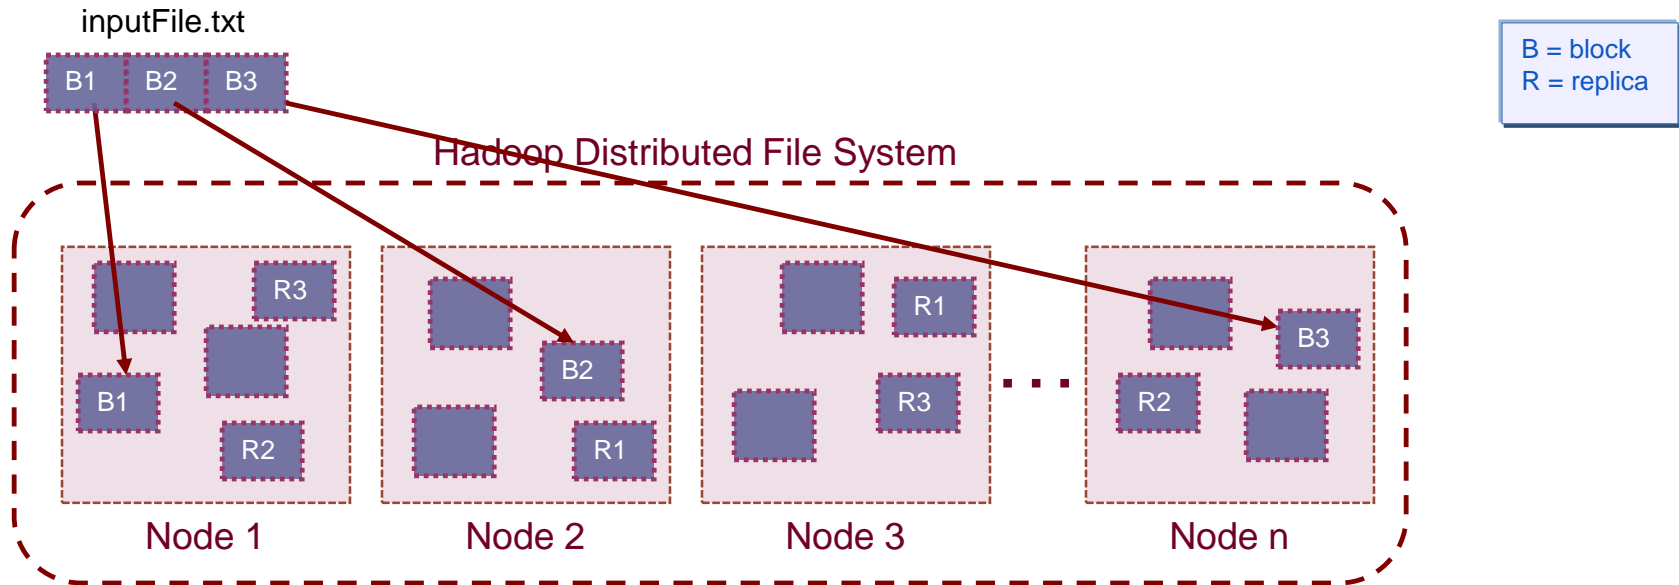 inputFile.txt
B1 B2 B3
B = block
R = replica
Hadoop Distributed File System
R3
B1
R2
Node 1
B2
R1
Node 2
R1
R3
Node 3
. . .
B3
R2
Node n